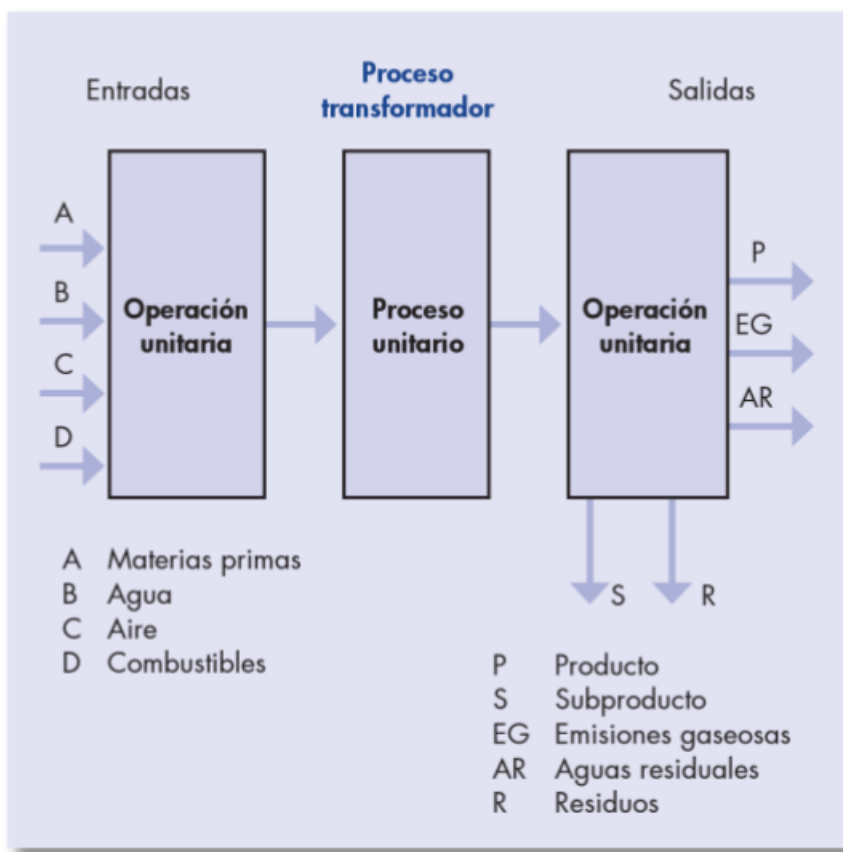 Entradas
Proceso
transformador
Salidas
A
B
C
D
Operación
unitaria
Proceso
unitario
Operación
unitaria
P
EG
AR
S
R
A Materias primas
B Agua
C Aire
D Combustibles
P Producto
S Subproducto
EG Emisiones gaseosas
AR Aguas residuales
R Residuos